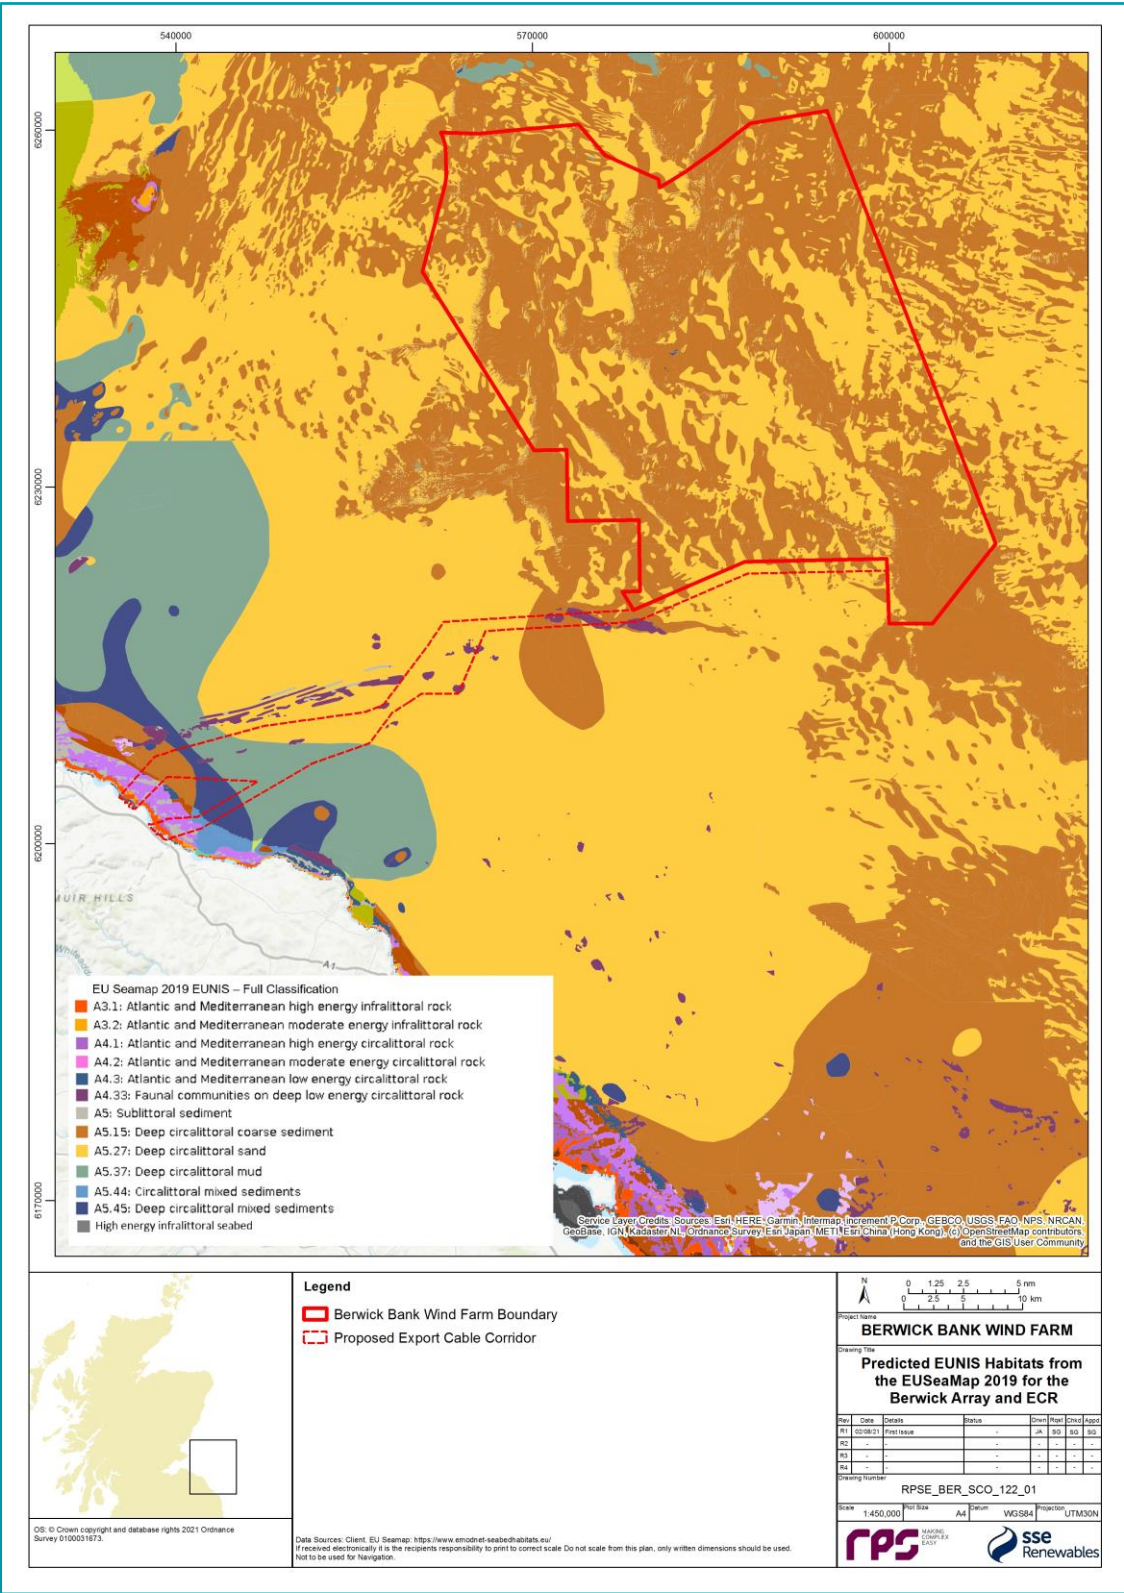 540000
570000
600000
6260000
6230000
6200000
6170000
MUIR HILLS
A1
EU Seamap 2019 EUNIS – Full Classification
A3.1: Atlantic and Mediterranean high energy infralittoral rock
A3.2: Atlantic and Mediterranean moderate energy infralittoral rock
A4.1: Atlantic and Mediterranean high energy circalittoral rock
A4.2: Atlantic and Mediterranean moderate energy circalittoral rock
A4.3: Atlantic and Mediterranean low energy circalittoral rock
A4.33: Faunal communities on deep low energy circalittoral rock
A5: Sublittoral sediment
A5.15: Deep circalittoral coarse sediment
A5.27: Deep circalittoral sand
A5.37: Deep circalittoral mud
A5.44: Circalittoral mixed sediments
A5.45: Deep circalittoral mixed sediments
High energy infralittoral seabed
Service Layer Credits: Sources: Esri, HERE, Garmin, Intermap, increment P Corp., GEBCO, USGS, FAO, NPS, NRCAN,
GeoBase, IGN, Kadaster NL, Ordnance Survey, Esri Japan, METI, Esri China (Hong Kong), (c) OpenStreetMap contributors,
and the GIS User Community
OS: © Crown copyright and database rights 2021 Ordnance
Survey 0100031673.
Legend
Berwick Bank Wind Farm Boundary
Proposed Export Cable Corridor
Data Sources: Client. EU Seamap: https://www.emodnet-seabedhabitats.eu/
If received electronically it is the recipients responsibility to print to correct scale Do not scale from this plan, only written dimensions should be used.
Not to be used for Navigation.
N
0 1.25 2.5 5 nm
0 2.5 5 10 km
Project Name
BERWICK BANK WIND FARM
Drawing Title
Predicted EUNIS Habitats from
the EUSeaMap 2019 for the
Berwick Array and ECR
Rev Date Details Status Drwn Rqst Chkd Appd
R1 02/08/21 First Issue - JA SG SG SG
R2 - - - - - - -
R3 - - - - - - -
R4 - - - - - - -
Drawing Number
RPSE_BER_SCO_122_01
Scale 1:450,000 Plot Size A4 Datum WGS84 Projection UTM30N
rps MAKING COMPLEX EASY
sse
Renewables